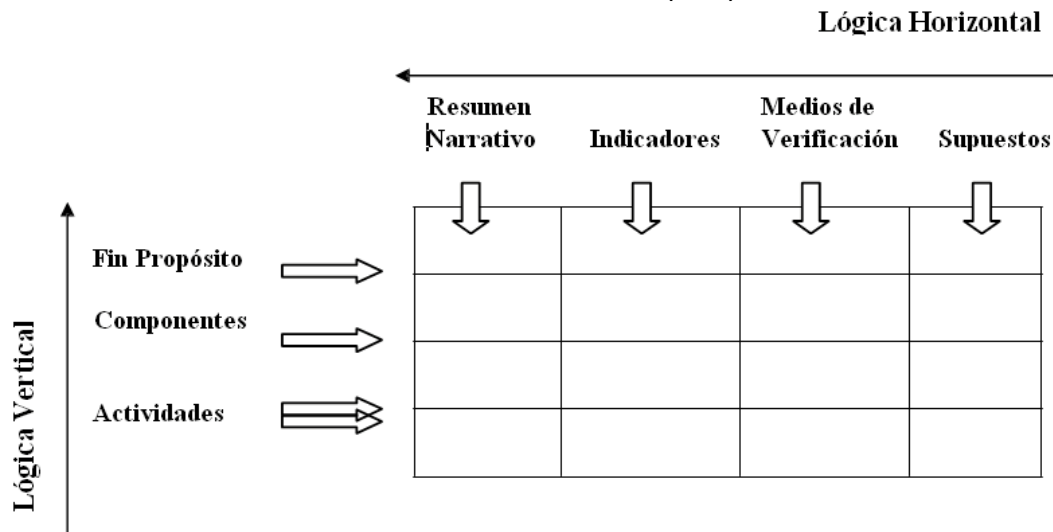 Lógica Horizontal
Resumen
Narrativo
Indicadores
Medios de
Verificación
Supuestos
Fin Propósito
Componentes
Actividades
Lógica Vertical